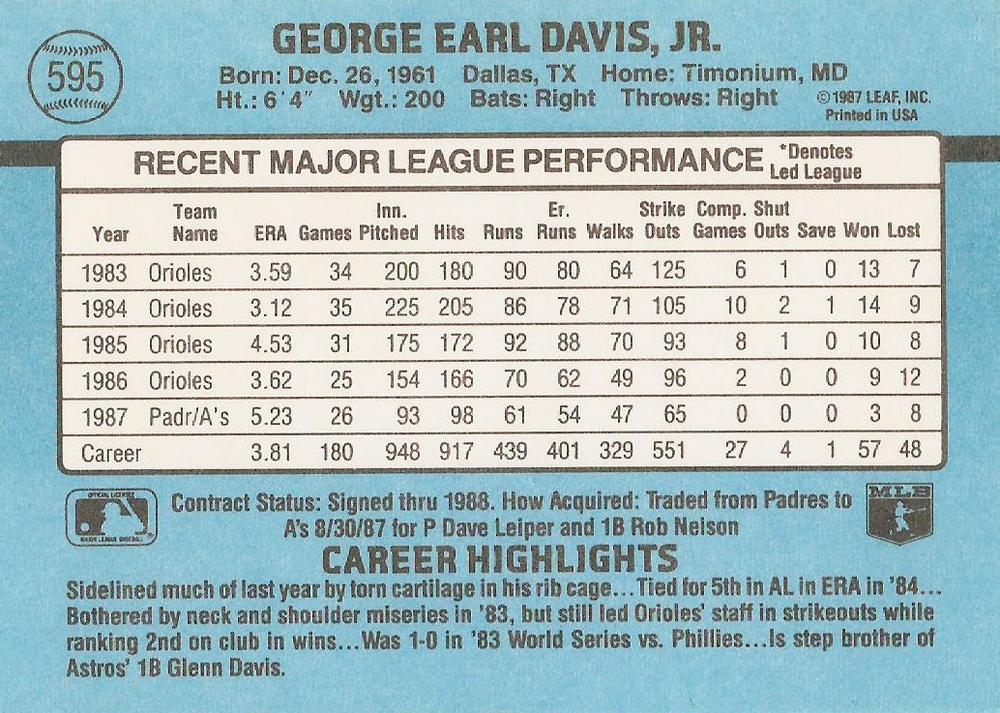 595
GEORGE EARL DAVIS, JR.
Born: Dec. 26, 1961 Dallas, TX Home: Timonium, MD
Ht.: 6'4" Wgt.: 200 Bats: Right Throws: Right
©1987 LEAF, INC.
Printed in USA
RECENT MAJOR LEAGUE PERFORMANCE
*Denotes
Led League
Year Team Name ERA Games Inn. Pitched Hits Runs Er. Runs Walks Strike Outs Comp. Games Shut Outs Save Won Lost
1983 Orioles 3.59 34 200 180 90 80 64 125 6 1 0 13 7
1984 Orioles 3.12 35 225 205 86 78 71 105 10 2 1 14 9
1985 Orioles 4.53 31 175 172 92 88 70 93 8 1 0 10 8
1986 Orioles 3.62 25 154 166 70 62 49 96 2 0 0 9 12
1987 Padr/A's 5.23 26 93 98 61 54 47 65 0 0 0 3 8
Career 3.81 180 948 917 439 401 329 551 27 4 1 57 48
OFFICIAL LICENSEE
MAJOR LEAGUE BASEBALL
Contract Status: Signed thru 1988. How Acquired: Traded from Padres to
A's 8/30/87 for P Dave Leiper and 1B Rob Nelson
MLB
CAREER HIGHLIGHTS
Sidelined much of last year by torn cartilage in his rib cage...Tied for 5th in AL in ERA in '84...
Bothered by neck and shoulder miseries in '83, but still led Orioles' staff in strikeouts while
ranking 2nd on club in wins...Was 1-0 in '83 World Series vs. Phillies...Is step brother of
Astros' 1B Glenn Davis.